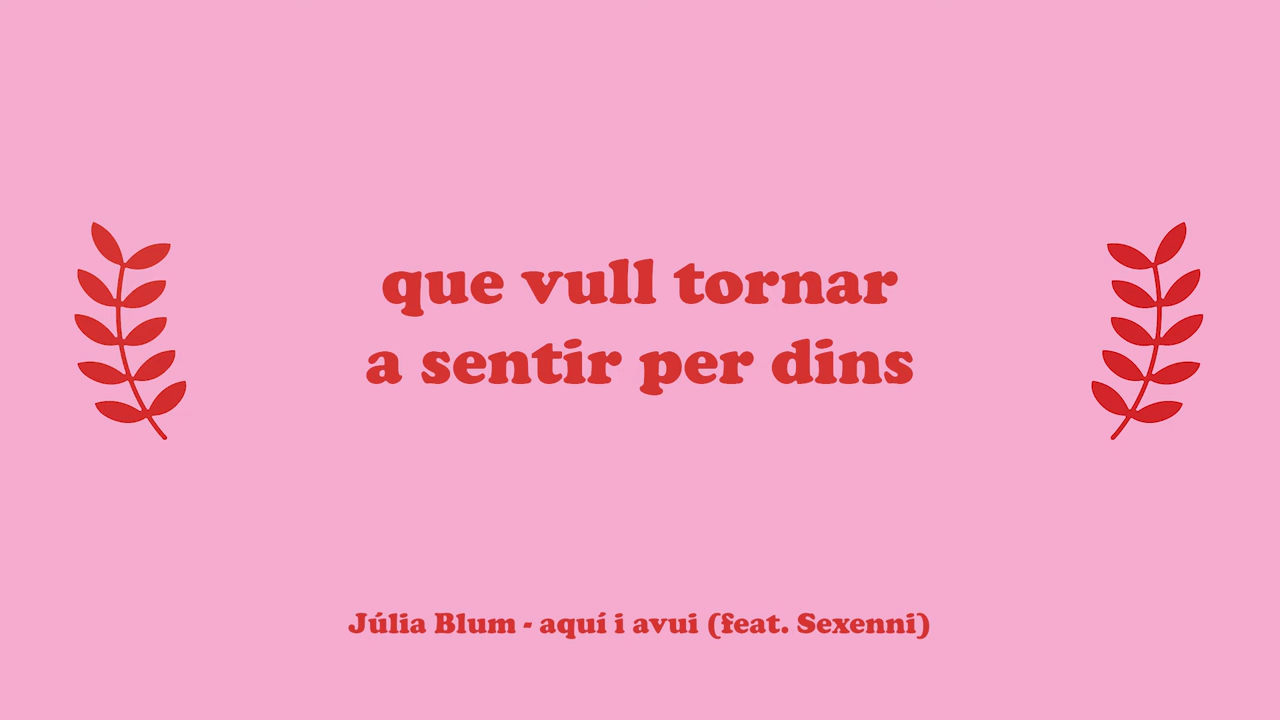 que vull tornar
a sentir per dins
Júlia Blum - aquí i avui (feat. Sexenni)